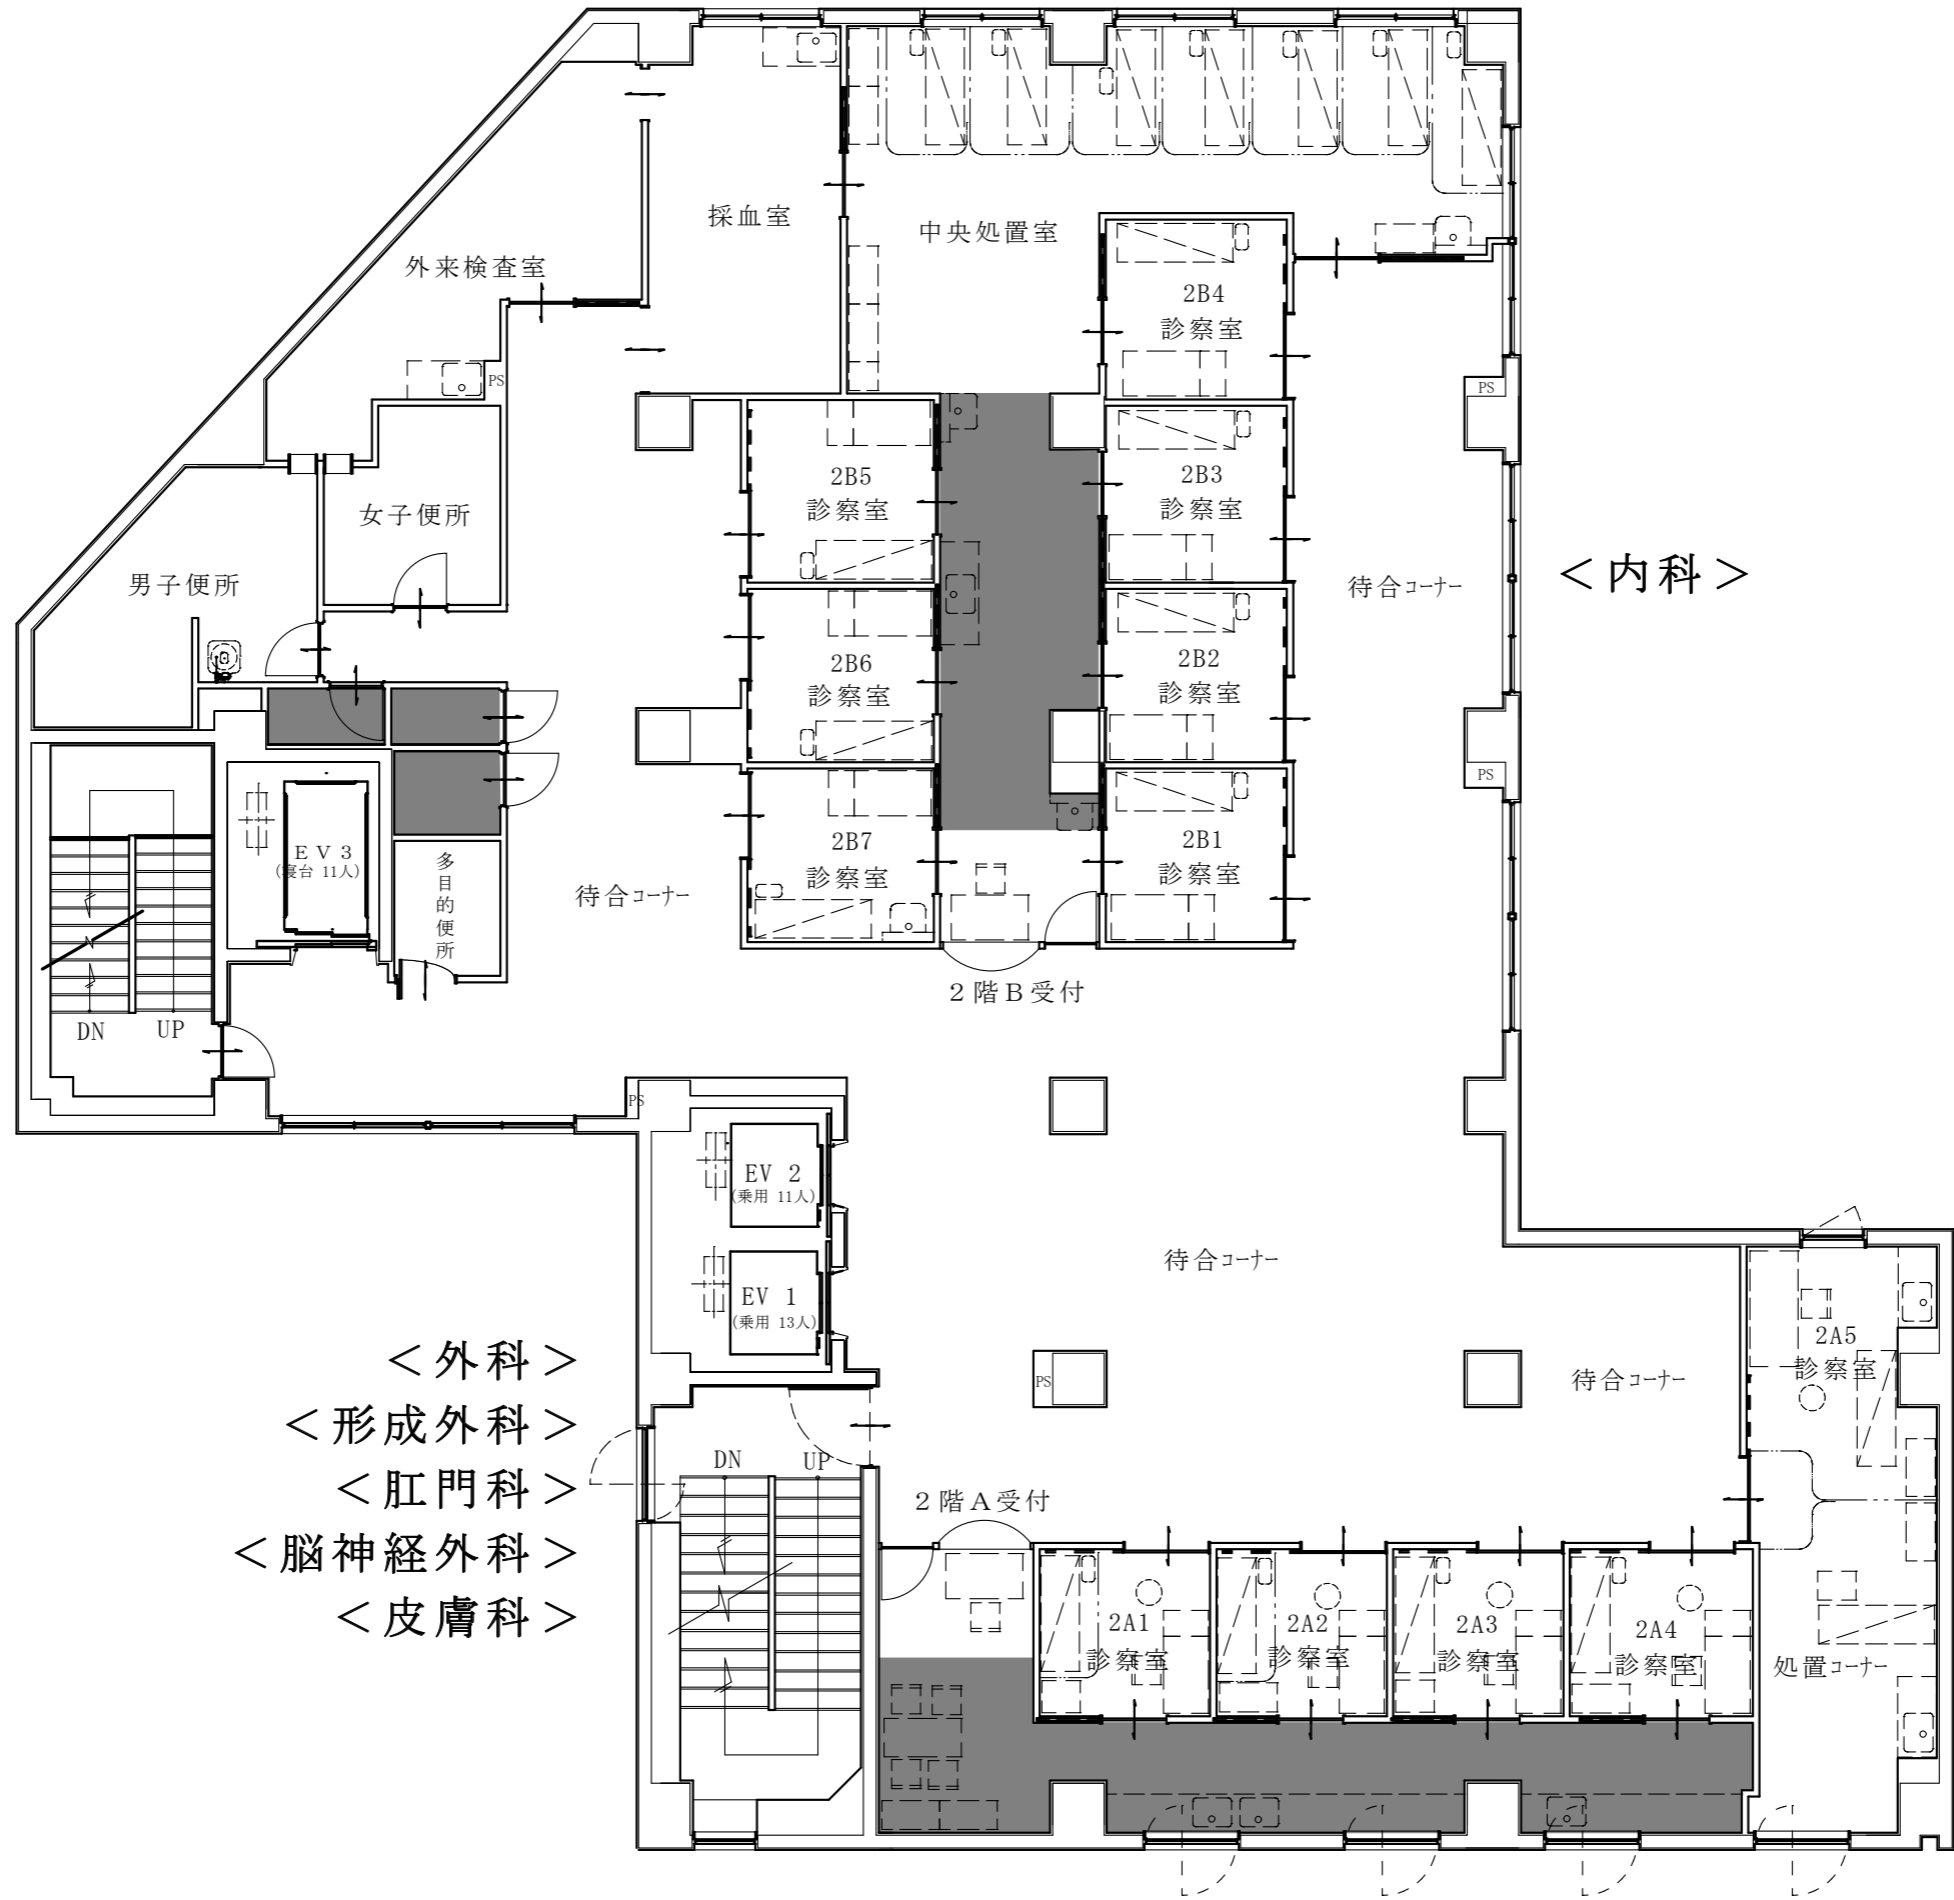 採血室
中央処置室
外来検査室
2B4
診察室
PS
PS
2B5
診察室
2B3
診察室
女子便所
男子便所
待合コーナー
＜内科＞
2B6
診察室
2B2
診察室
PS
2B7
診察室
2B1
診察室
EV 3
(寝台 11人)
多目的便所
待合コーナー
2階B受付
DN
UP
PS
EV 2
(乗用 11人)
待合コーナー
EV 1
(乗用 13人)
2A5
診察室
＜外科＞
＜形成外科＞
＜肛門科＞
＜脳神経外科＞
＜皮膚科＞
PS
待合コーナー
DN
UP
2階A受付
2A1
診察室
2A2
診察室
2A3
診察室
2A4
診察室
処置コーナー